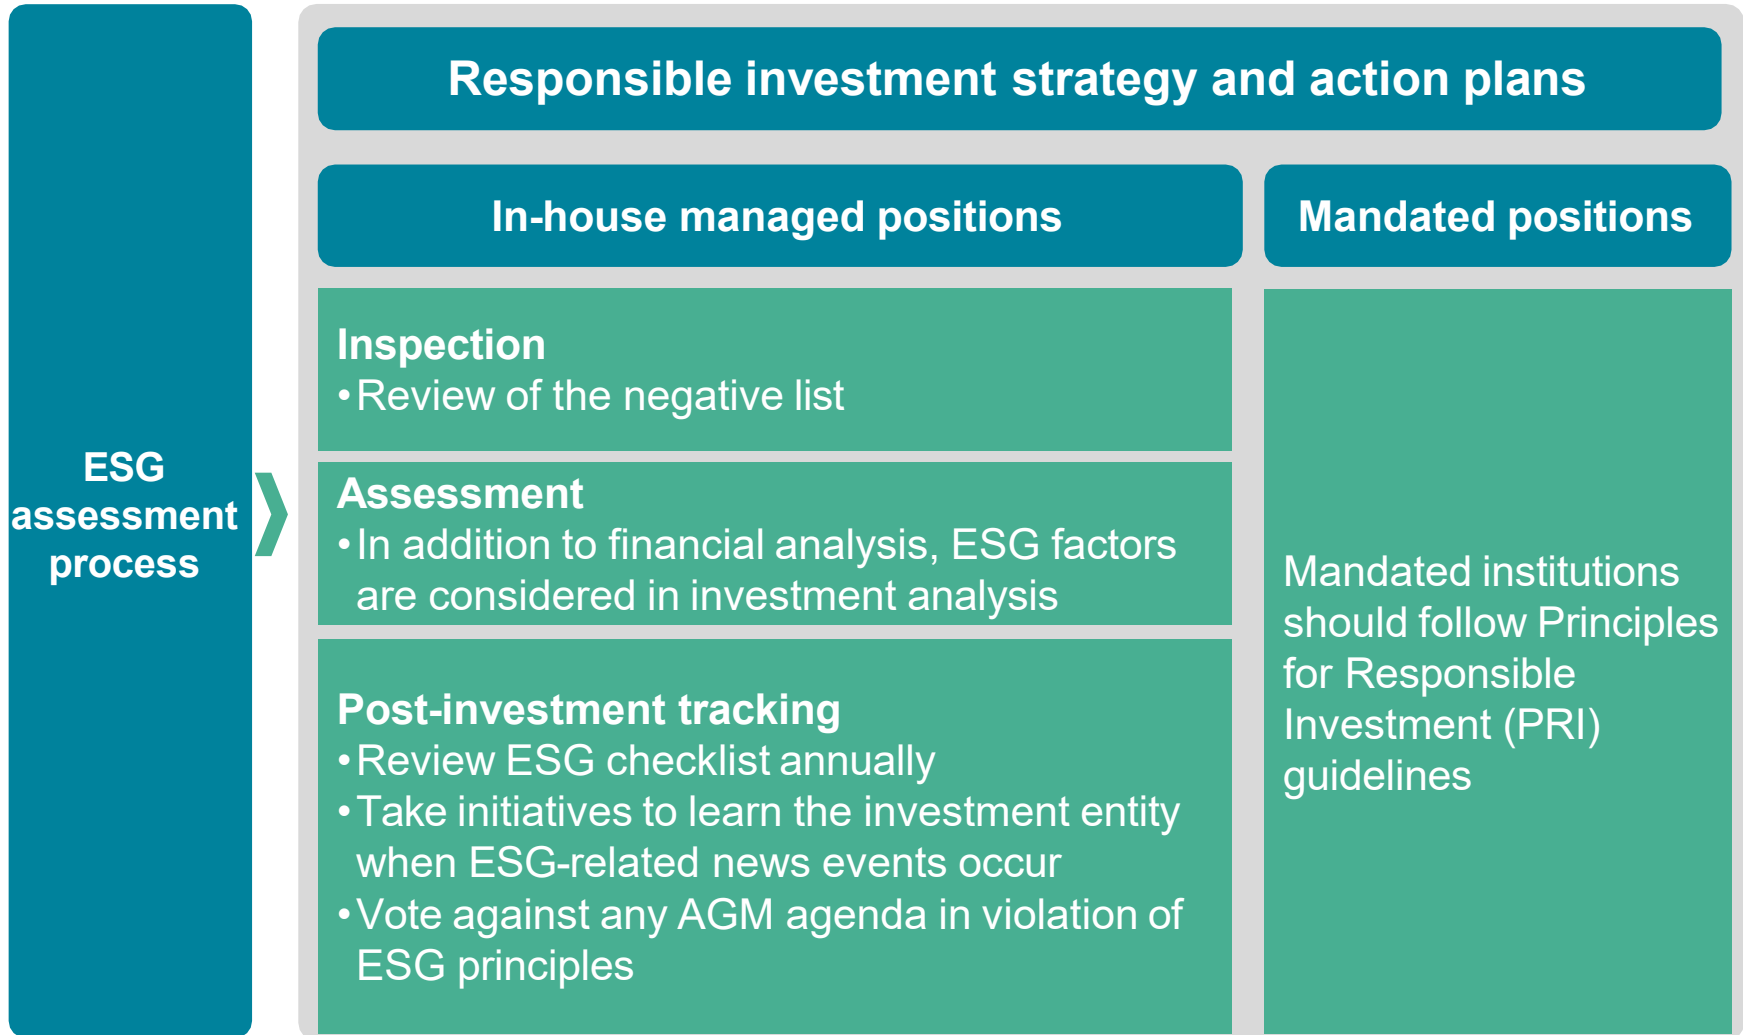 ESG
assessment
process
Responsible investment strategy and action plans
In-house managed positions
Mandated positions
Inspection
•Review of the negative list
Assessment
•In addition to financial analysis, ESG factors
are considered in investment analysis
Post-investment tracking
•Review ESG checklist annually
•Take initiatives to learn the investment entity
when ESG-related news events occur
•Vote against any AGM agenda in violation of
ESG principles
Mandated institutions
should follow Principles
for Responsible
Investment (PRI)
guidelines